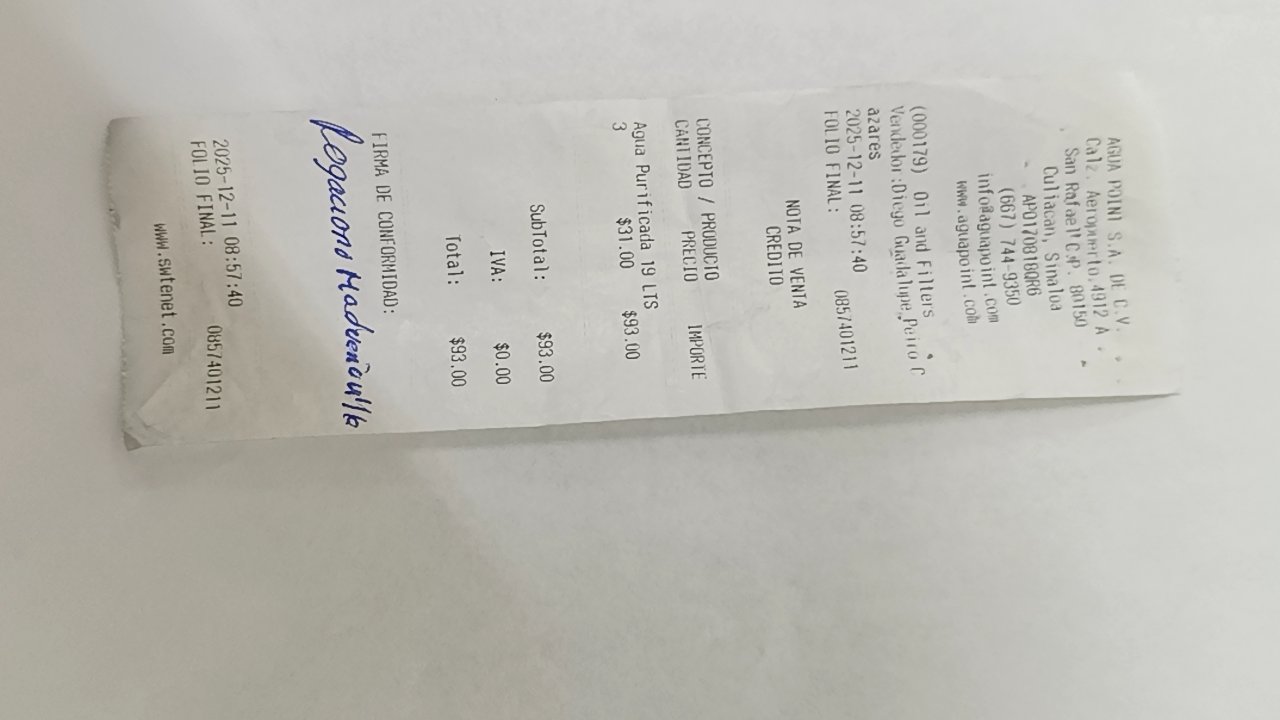 AGUA POINT S.A. DE C.V.
Calz. Aeropuerto 4912 A
San Rafael C.P. 80150
Culiacan, Sinaloa
APO170816QR6
(667) 744-9350
info@aguapoint.com
www.aguapoint.com
(000179) Oil and Filters
Vendedor:Diego Guadalupe
azares
2025-12-11 08:57:40
FOLIO FINAL: 0857401211
NOTA DE VENTA
CREDITO
CONCEPTO / PRODUCTO
CANTIDAD PRECIO IMPORTE
Agua Purificada 19 LTS
3 $31.00 $93.00
SubTotal: $93.00
IVA: $0.00
Total: $93.00
FIRMA DE CONFORMIDAD:
2025-12-11 08:57:40
FOLIO FINAL: 0857401211
www.swfenet.com